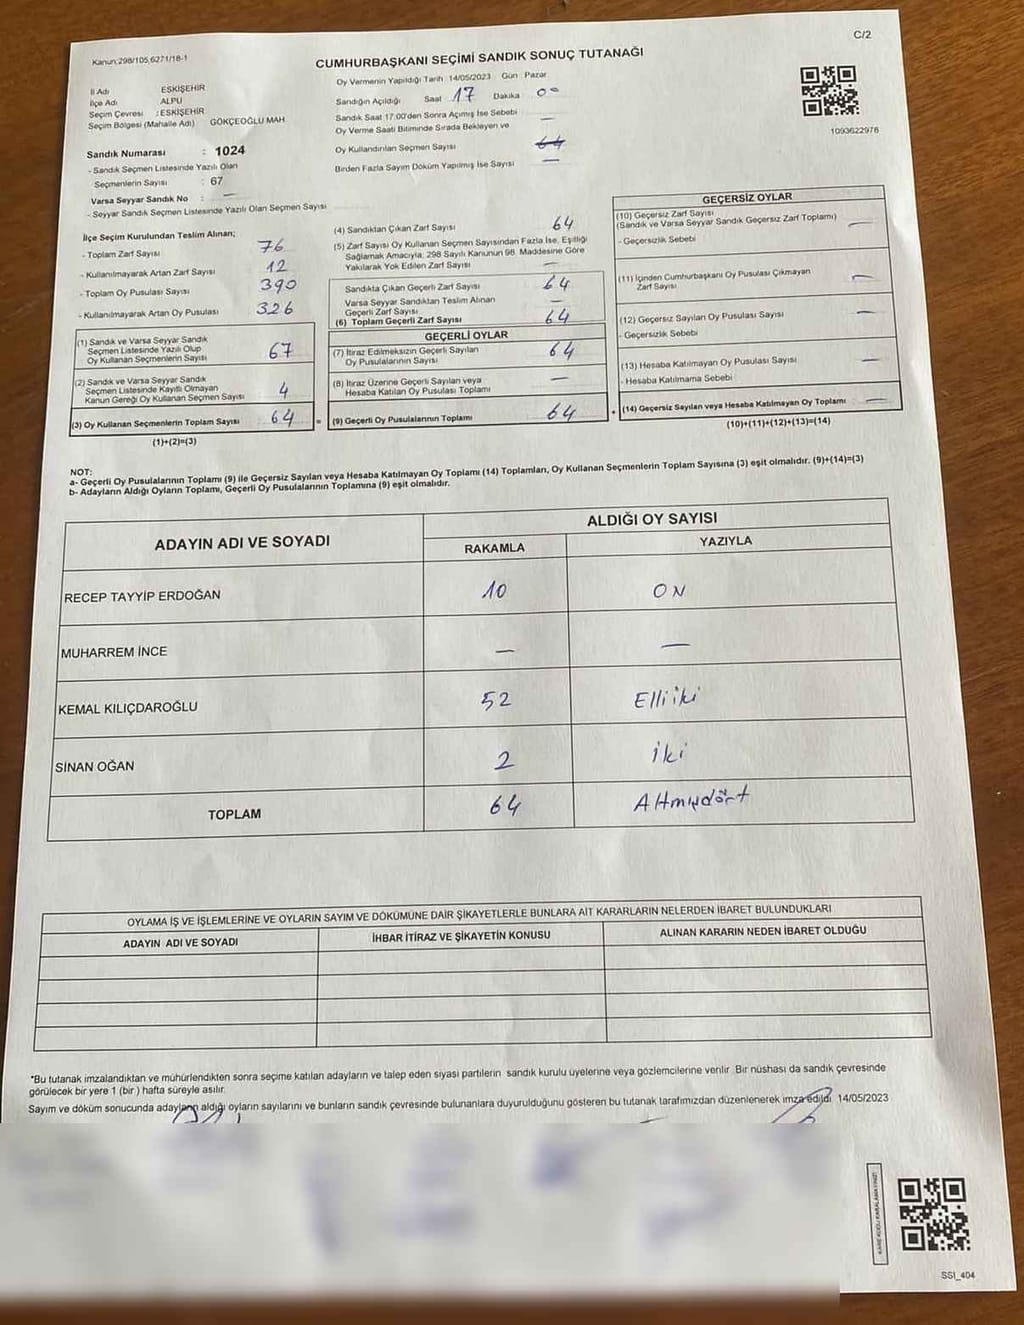 Kanun:298/105,6271/18-1
C/2
CUMHURBAŞKANI SEÇİMİ SANDIK SONUÇ TUTANAĞI
Oy Vermenin Yapıldığı Tarih 14/05/2023 Gün Pazar
İl Adı ESKİŞEHİR
İlçe Adı ALPU
Seçim Çevresi : ESKİŞEHİR
Seçim Bölgesi (Mahalle Adı) GÖKÇEOĞLU MAH
Sandık Numarası : 1024
- Sandık Seçmen Listesinde Yazılı Olan
Seçmenlerin Sayısı : 67
Varsa Seyyar Sandık No : —
- Seyyar Sandık Seçmen Listesinde Yazılı Olan Seçmen Sayısı
Sandığın Açıldığı Saat 17 Dakika 00
Sandık Saat 17.00'den Sonra Açımış İse Sebebi —
Oy Verme Saati Bitiminde Sırada Bekleyen ve
Oy Kullandırılan Seçmen Sayısı 64
Birden Fazla Sayım Döküm Yapılmış İse Sayısı —
1093622978
İlçe Seçim Kurulundan Teslim Alınan;
- Toplam Zarf Sayısı 76
- Kullanılmayarak Artan Zarf Sayısı 12
- Toplam Oy Pusulası Sayısı 390
- Kullanılmayarak Artan Oy Pusulası 326
(1) Sandık ve Varsa Seyyar Sandık
Seçmen Listesinde Yazılı Olup
Oy Kullanan Seçmenlerin Sayısı 67
(2) Sandık ve Varsa Seyyar Sandık
Seçmen Listesinde Kayıtlı Olmayan
Kanun Gereği Oy Kullanan Seçmen Sayısı 4
(3) Oy Kullanan Seçmenlerin Toplam Sayısı 64 =
(1)+(2)=(3)
(4) Sandıktan Çıkan Zarf Sayısı 64
(5) Zarf Sayısı Oy Kullanan Seçmen Sayısından Fazla İse, Eşitliği
Sağlamak Amacıyla, 298 Sayılı Kanunun 98. Maddesine Göre
Yakılarak Yok Edilen Zarf Sayısı —
Sandıkta Çıkan Geçerli Zarf Sayısı 64
Varsa Seyyar Sandıktan Teslim Alınan
Geçerli Zarf Sayısı —
(6) Toplam Geçerli Zarf Sayısı 64
GEÇERLİ OYLAR
(7) İtiraz Edilmeksizin Geçerli Sayılan
Oy Pusulalarının Sayısı 64
(8) İtiraz Üzerine Geçerli Sayılan veya
Hesaba Katılan Oy Pusulası Toplamı —
(9) Geçerli Oy Pusulalarının Toplamı 64 +
GEÇERSİZ OYLAR
(10) Geçersiz Zarf Sayısı
(Sandık ve Varsa Seyyar Sandık Geçersiz Zarf Toplamı) —
- Geçersizlik Sebebi
(11) İçinden Cumhurbaşkanı Oy Pusulası Çıkmayan
Zarf Sayısı —
(12) Geçersiz Sayılan Oy Pusulası Sayısı —
- Geçersizlik Sebebi
(13) Hesaba Katılmayan Oy Pusulası Sayısı —
- Hesaba Katılmama Sebebi
(14) Geçersiz Sayılan veya Hesaba Katılmayan Oy Toplamı —
(10)+(11)+(12)+(13)=(14)
NOT:
a- Geçerli Oy Pusulalarının Toplamı (9) ile Geçersiz Sayılan veya Hesaba Katılmayan Oy Toplamı (14) Toplamları, Oy Kullanan Seçmenlerin Toplam Sayısına (3) eşit olmalıdır. (9)+(14)=(3)
b- Adayların Aldığı Oyların Toplamı, Geçerli Oy Pusulalarının Toplamına (9) eşit olmalıdır.
ADAYIN ADI VE SOYADI
ALDIĞI OY SAYISI
RAKAMLA YAZIYLA
RECEP TAYYİP ERDOĞAN 10 ON
MUHARREM İNCE — —
KEMAL KILIÇDAROĞLU 52 Elli iki
SİNAN OĞAN 2 iki
TOPLAM 64 Altmışdört
OYLAMA İŞ VE İŞLEMLERİNE VE OYLARIN SAYIM VE DÖKÜMÜNE DAİR ŞİKAYETLERLE BUNLARA AİT KARARLARIN NELERDEN İBARET BULUNDUKLARI
ADAYIN ADI VE SOYADI İHBAR İTİRAZ VE ŞİKAYETİN KONUSU ALINAN KARARIN NEDEN İBARET OLDUĞU
*Bu tutanak imzalandıktan ve mühürlendikten sonra seçime katılan adayların ve talep eden siyasi partilerin sandık kurulu üyelerine veya gözlemcilerine verilir. Bir nüshası da sandık çevresinde
görülecek bir yere 1 (bir) hafta süreyle asılır.
Sayım ve döküm sonucunda adayların aldığı oyların sayılarını ve bunların sandık çevresinde bulunanlara duyurulduğunu gösteren bu tutanak tarafımızdan düzenlenerek imza edildi. 14/05/2023
KARE KODU KARALAMAYINIZ!
SSI_404